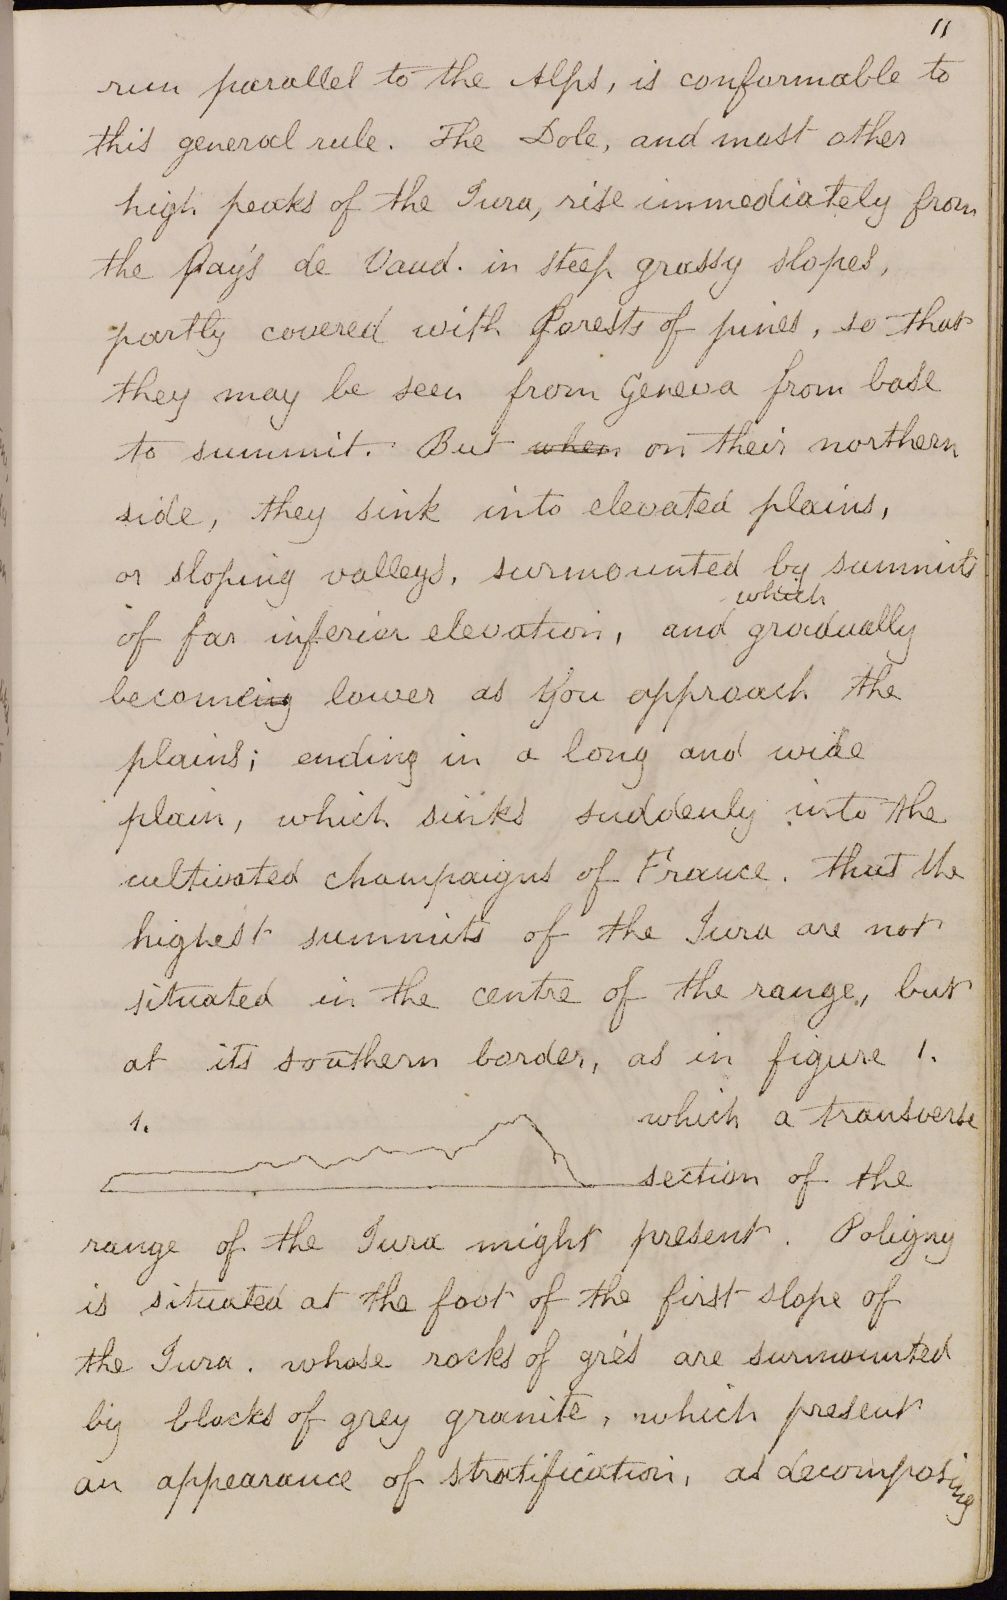 11
run parallel to the Alps, is conformable to
this general rule. The Dole, and most other
high peaks of the Jura, rise immediately from
the Pays de Vaud. in steep grassy slopes,
partly covered with forests of pines, so that
they may be seen from Geneva from base
to summit. But when on their northern
side, they sink into elevated plains,
or sloping valleys, surmounted by summits
which
of far inferior elevation, and gradually
becomeing lower as you approach the
plains; ending in a long and wide
plain, which sinks suddenly into the
cultivated champaigns of France. thus the
highest summits of the Jura are not
situated in the centre of the range, but
at its southern border, as in figure 1.
1. which a transverse
section of the
range of the Jura might present. Poligny
is situated at the foot of the first slope of
the Jura. whose rocks of grés are surmounted
by blocks of grey granite, which present
an appearance of stratification, as decomposing